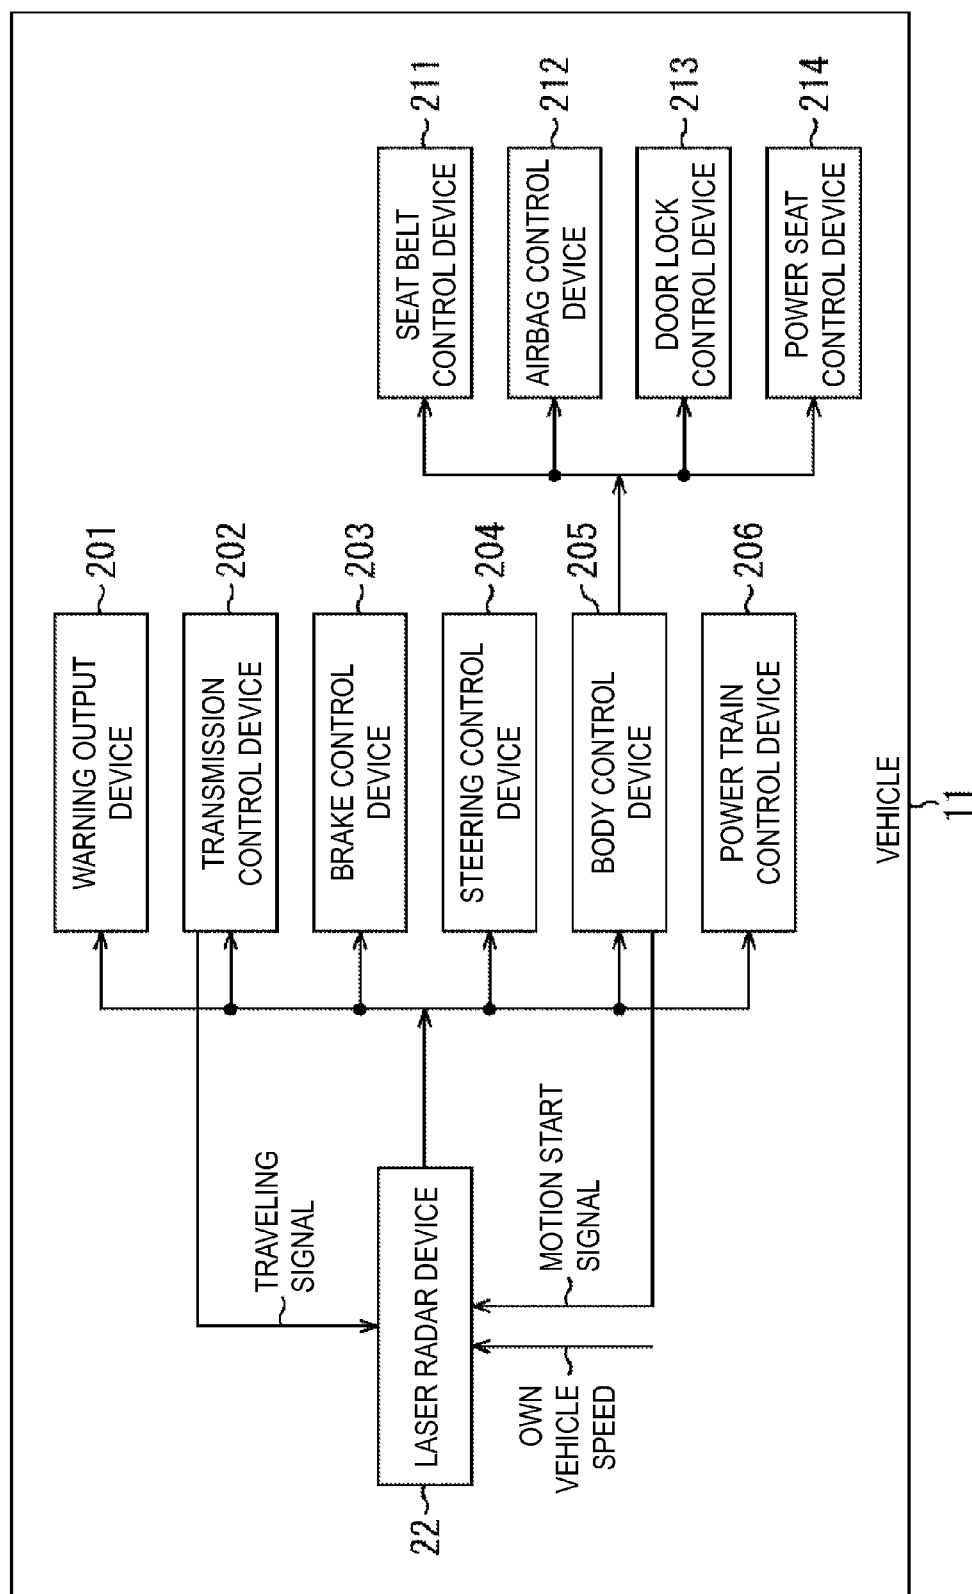 WARNING OUTPUT
DEVICE
201
TRANSMISSION
CONTROL DEVICE
202
BRAKE CONTROL
DEVICE
203
STEERING CONTROL
DEVICE
204
BODY CONTROL
DEVICE
205
POWER TRAIN
CONTROL DEVICE
206
SEAT BELT
CONTROL DEVICE
211
AIRBAG CONTROL
DEVICE
212
DOOR LOCK
CONTROL DEVICE
213
POWER SEAT
CONTROL DEVICE
214
TRAVELING
SIGNAL
LASER RADAR DEVICE
22
MOTION START
SIGNAL
OWN
VEHICLE
SPEED
VEHICLE
11